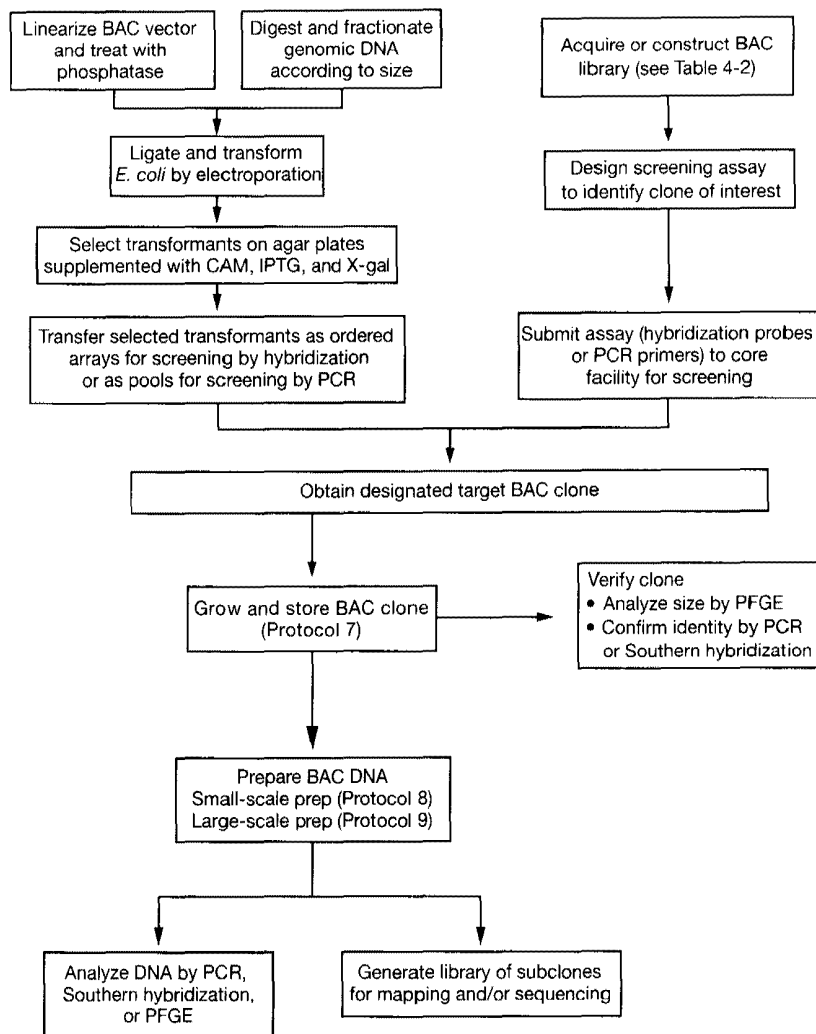 Linearize BAC vector
and treat with
phosphatase
Digest and fractionate
genomic DNA
according to size
Acquire or construct BAC
library (see Table 4-2)
Ligate and transform
E. coli by electroporation
Design screening assay
to identify clone of interest
Select transformants on agar plates
supplemented with CAM, IPTG, and X-gal
Transfer selected transformants as ordered
arrays for screening by hybridization
or as pools for screening by PCR
Submit assay (hybridization probes
or PCR primers) to core
facility for screening
Obtain designated target BAC clone
Grow and store BAC clone
(Protocol 7)
Verify clone
• Analyze size by PFGE
• Confirm identity by PCR
or Southern hybridization
Prepare BAC DNA
Small-scale prep (Protocol 8)
Large-scale prep (Protocol 9)
Analyze DNA by PCR,
Southern hybridization,
or PFGE
Generate library of subclones
for mapping and/or sequencing